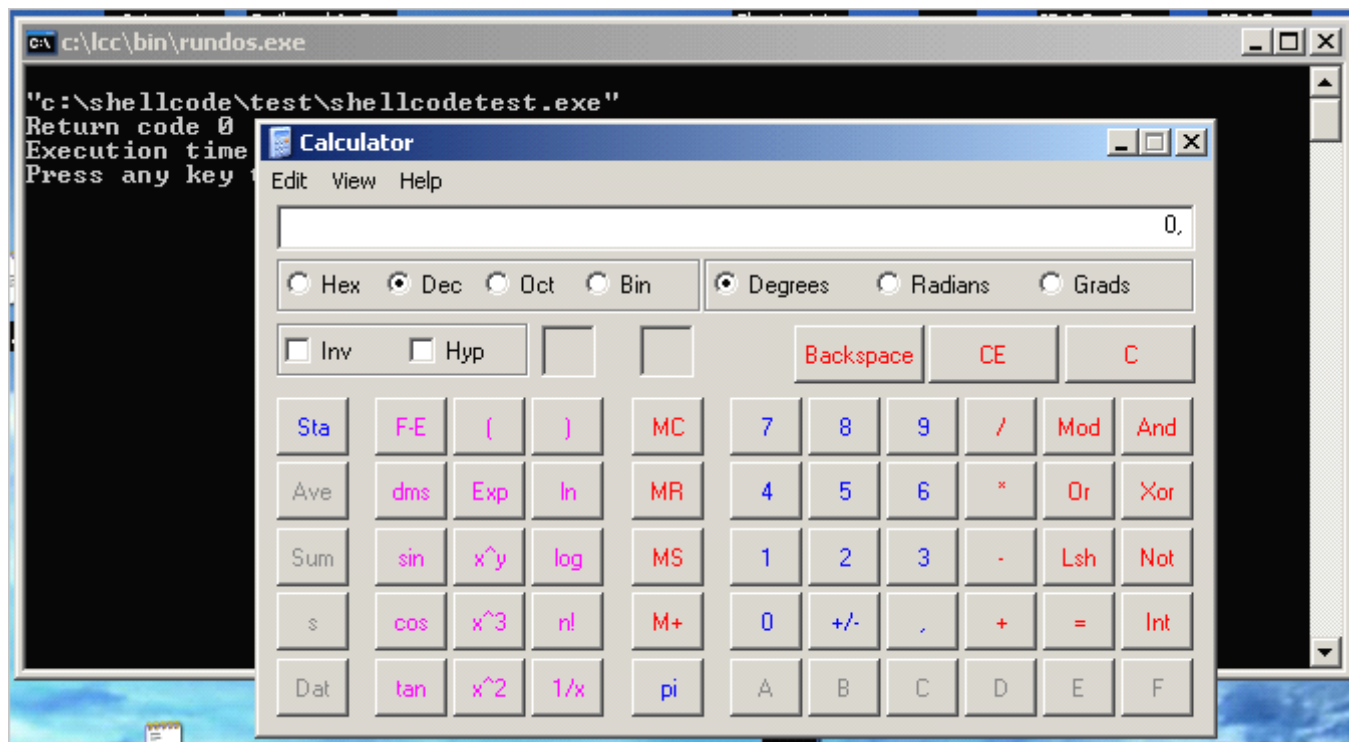 c:\lcc\bin\rundos.exe
"c:\shellcode\test\shellcodetest.exe"
Return code 0
Execution time
Press any key
Calculator
Edit View Help
0,
Hex Dec Oct Bin Degrees Radians Grads
Inv Hyp Backspace CE C
Sta F-E ( ) MC 7 8 9 / Mod And
Ave dms Exp ln MR 4 5 6 * Or Xor
Sum sin x^y log MS 1 2 3 - Lsh Not
s cos x^3 n! M+ 0 +/- , + = Int
Dat tan x^2 1/x pi A B C D E F